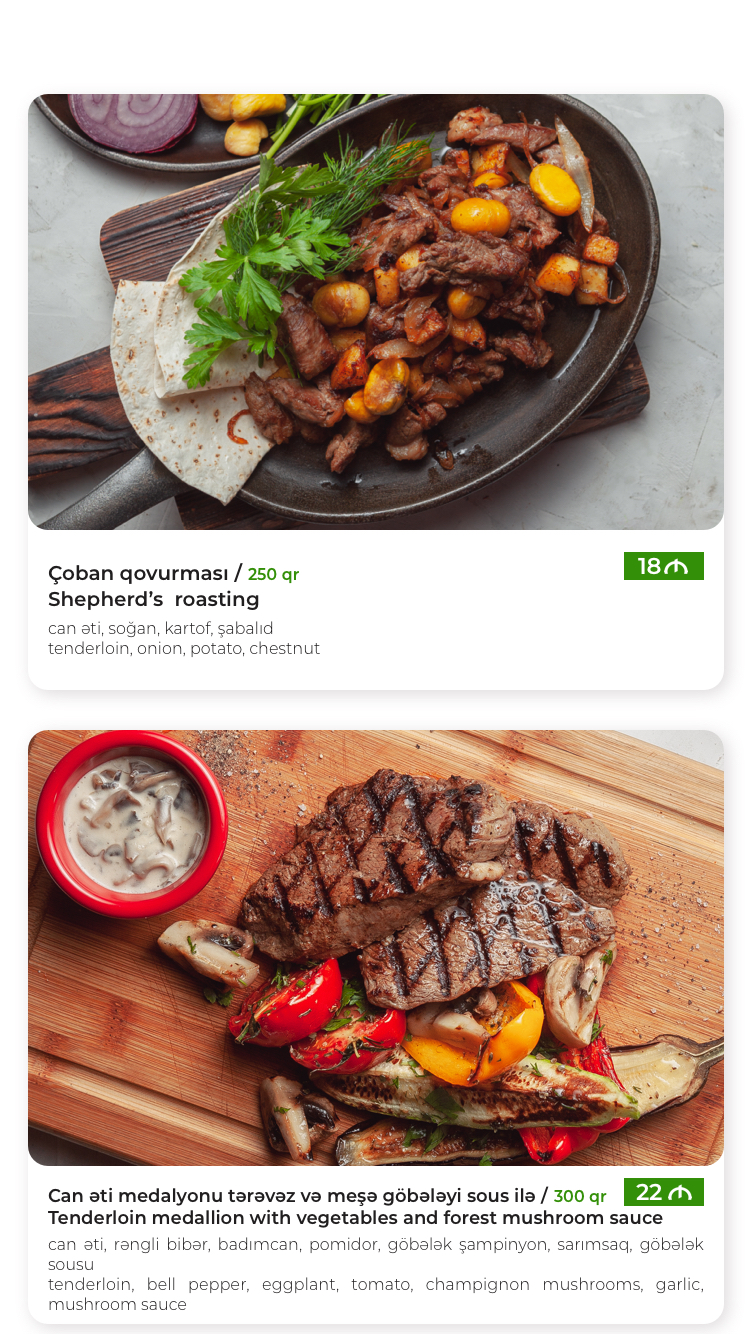 Çoban qovurması / 250 qr
18₼
Shepherd’s roasting
can əti, soğan, kartof, şabalıd
tenderloin, onion, potato, chestnut
Can əti medalyonu tərəvəz və meşə göbələyi sous ilə / 300 qr
22 ₼
Tenderloin medallion with vegetables and forest mushroom sauce
can əti, rəngli bibər, badımcan, pomidor, göbələk şampinyon, sarımsaq, göbələk
sousu
tenderloin, bell pepper, eggplant, tomato, champignon mushrooms, garlic,
mushroom sauce